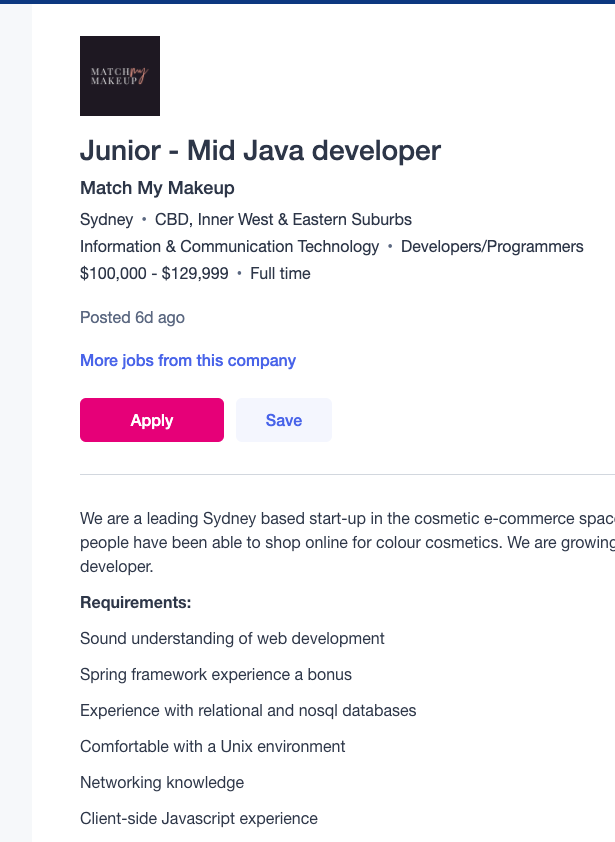 MATCH my
MAKEUP
Junior - Mid Java developer
Match My Makeup
Sydney • CBD, Inner West & Eastern Suburbs
Information & Communication Technology • Developers/Programmers
$100,000 - $129,999 • Full time
Posted 6d ago
More jobs from this company
Apply Save
We are a leading Sydney based start-up in the cosmetic e-commerce
people have been able to shop online for colour cosmetics. We are growing
developer.
Requirements:
Sound understanding of web development
Spring framework experience a bonus
Experience with relational and nosql databases
Comfortable with a Unix environment
Networking knowledge
Client-side Javascript experience